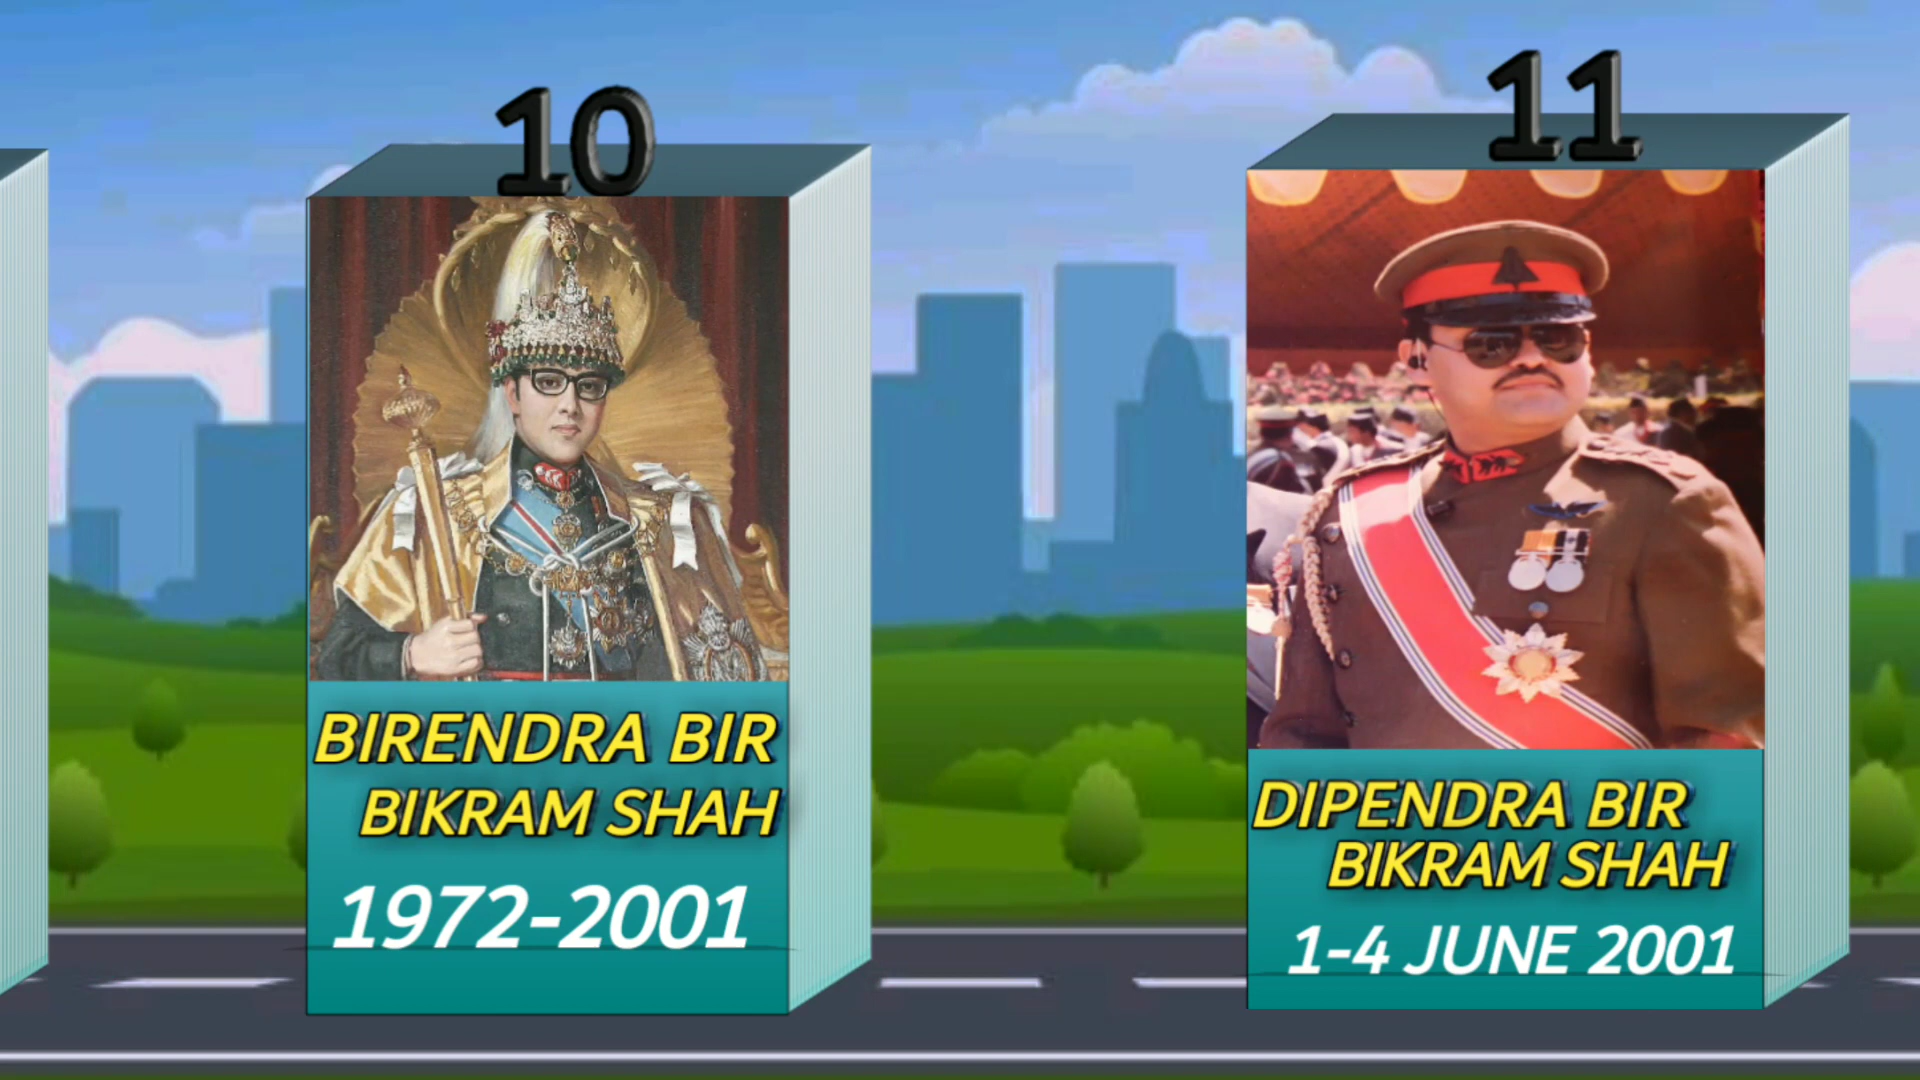 10
BIRENDRA BIR
BIKRAM SHAH
1972-2001
11
DIPENDRA BIR
BIKRAM SHAH
1-4 JUNE 2001